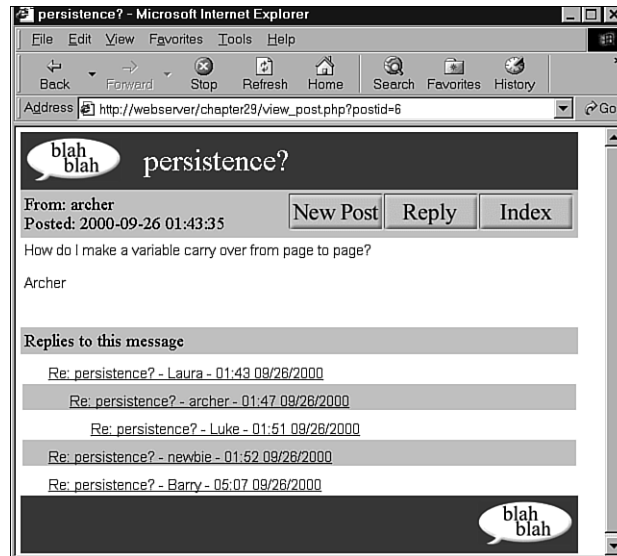 persistence? - Microsoft Internet Explorer
File Edit View Favorites Tools Help
Back Forward Stop Refresh Home Search Favorites History
Address http://webserver/chapter29/view_post.php?postid=6 Go
blah
blah
persistence?
From: archer
Posted: 2000-09-26 01:43:35
New Post Reply Index
How do I make a variable carry over from page to page?
Archer
Replies to this message
Re: persistence? - Laura - 01:43 09/26/2000
Re: persistence? - archer - 01:47 09/26/2000
Re: persistence? - Luke - 01:51 09/26/2000
Re: persistence? - newbie - 01:52 09/26/2000
Re: persistence? - Barry - 05:07 09/26/2000
blah
blah